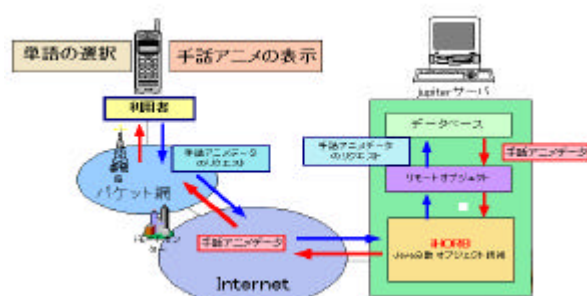 単語の選択
手話アニメの表示
利用者
手話アニメデータ
のリクエスト
パケット網
手話アニメデータ
Internet
jupiterサーバ
データベース
手話アニメデータ
のリクエスト
手話アニメデータ
リモートオブジェクト
iHORB
Java分散オブジェクト環境